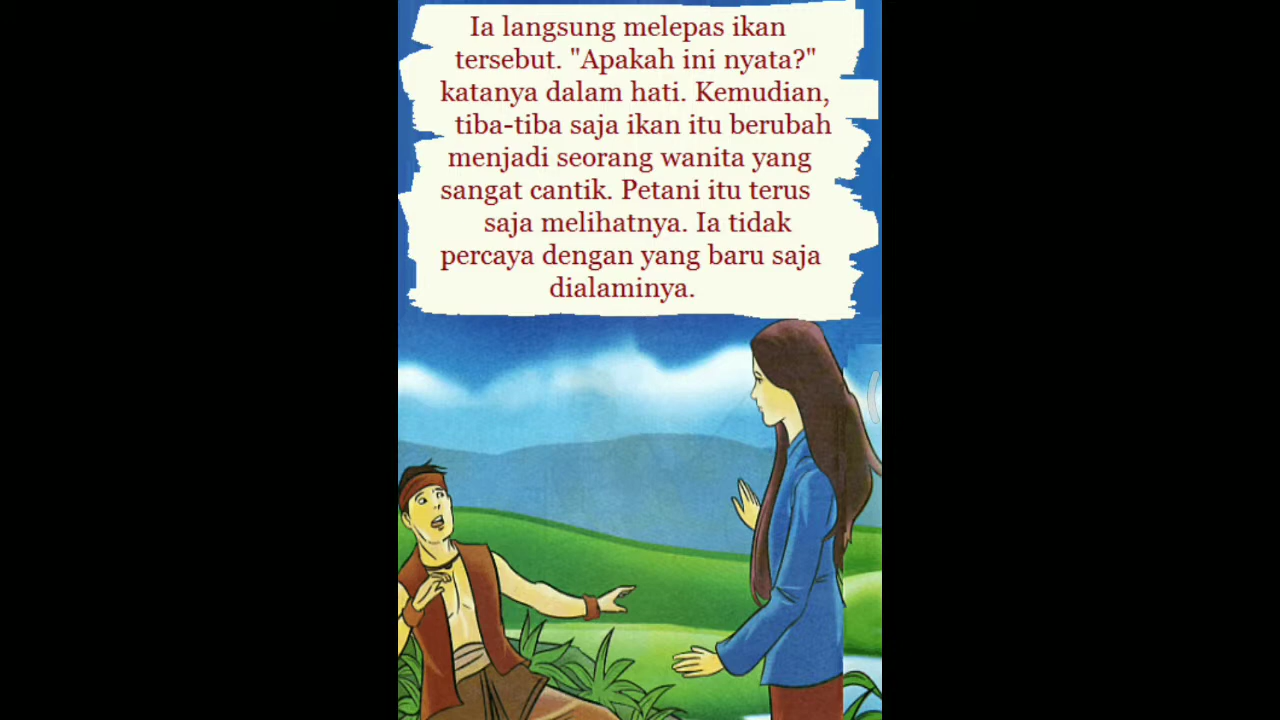 Ia langsung melepas ikan
tersebut. "Apakah ini nyata?"
katanya dalam hati. Kemudian,
tiba-tiba saja ikan itu berubah
menjadi seorang wanita yang
sangat cantik. Petani itu terus
saja melihatnya. Ia tidak
percaya dengan yang baru saja
dialaminya.